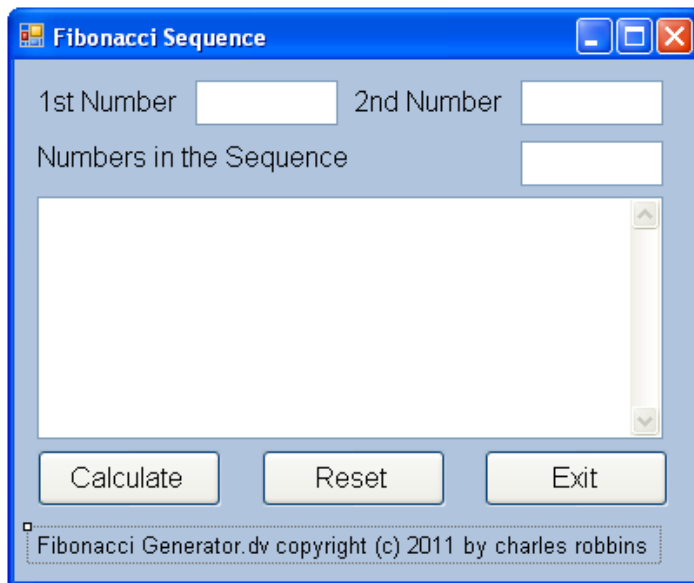 Fibonacci Sequence
1st Number 2nd Number
Numbers in the Sequence
Calculate Reset Exit
Fibonacci Generator.dv copyright (c) 2011 by charles robbins